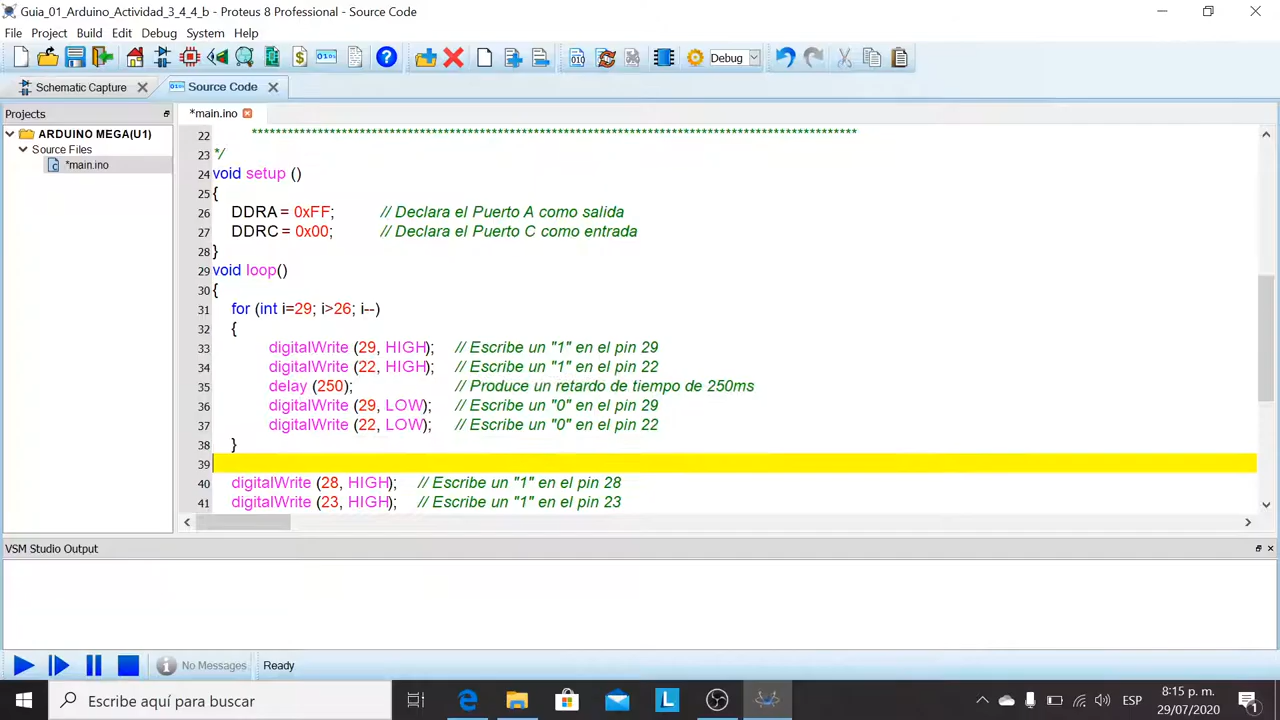 Guia_01_Arduino_Actividad_3_4_4_b - Proteus 8 Professional - Source Code
File Project Build Edit Debug System Help
Debug
Schematic Capture Source Code
Projects
*main.ino
ARDUINO MEGA(U1)
Source Files
*main.ino
22 *****************************************************************************************************
23 */
24 void setup ()
25 {
26 DDRA = 0xFF; // Declara el Puerto A como salida
27 DDRC = 0x00; // Declara el Puerto C como entrada
28 }
29 void loop()
30 {
31 for (int i=29; i>26; i--)
32 {
33 digitalWrite (29, HIGH); // Escribe un "1" en el pin 29
34 digitalWrite (22, HIGH); // Escribe un "1" en el pin 22
35 delay (250); // Produce un retardo de tiempo de 250ms
36 digitalWrite (29, LOW); // Escribe un "0" en el pin 29
37 digitalWrite (22, LOW); // Escribe un "0" en el pin 22
38 }
39
40 digitalWrite (28, HIGH); // Escribe un "1" en el pin 28
41 digitalWrite (23, HIGH); // Escribe un "1" en el pin 23
VSM Studio Output
No Messages Ready
Escribe aquí para buscar
ESP
8:15 p. m.
29/07/2020
1